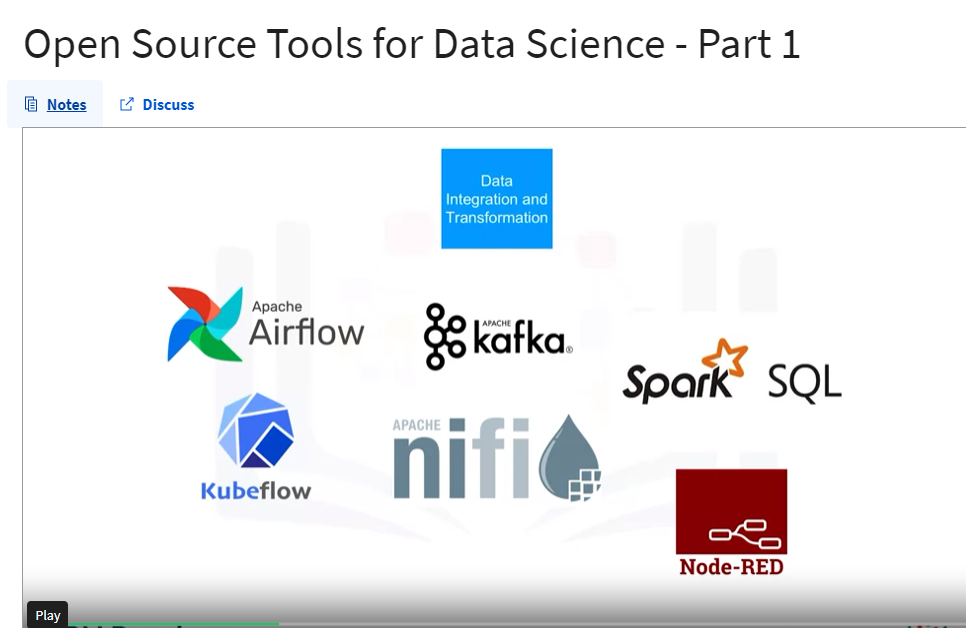 Open Source Tools for Data Science - Part 1
Notes
Discuss
Data
Integration and
Transformation
Apache
Airflow
APACHE
kafka®
Spark SQL
Kubeflow
APACHE
nifi
Node-RED
Play